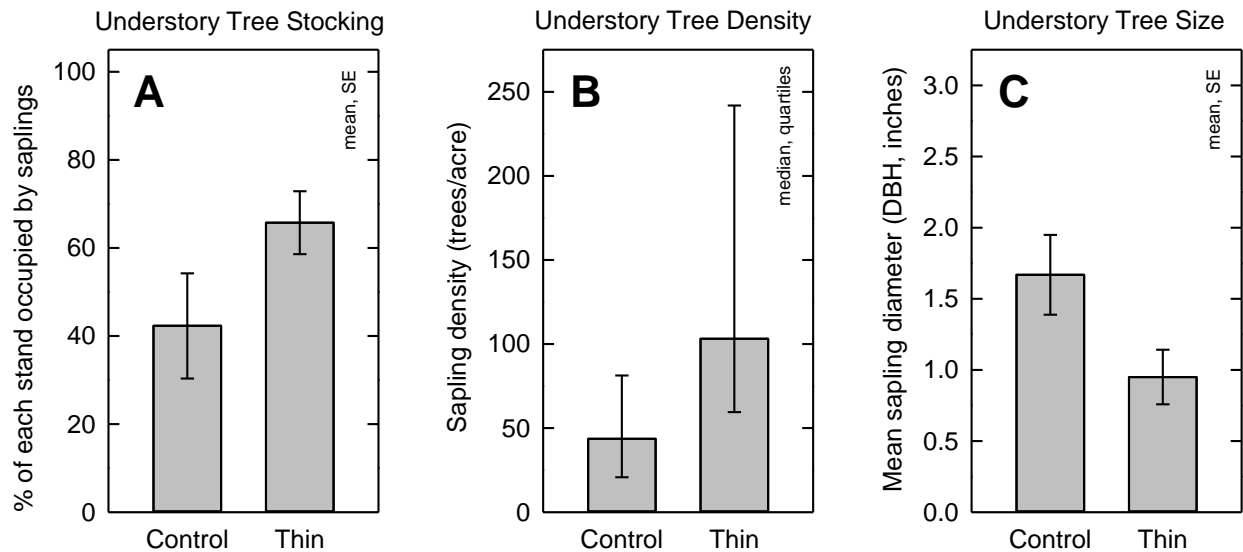 Understory Tree Stocking
% of each stand occupied by saplings
100
80
60
40
20
0
A
mean, SE
Control
Thin
Understory Tree Density
Sapling density (trees/acre)
250
200
150
100
50
0
B
median, quartiles
Control
Thin
Understory Tree Size
Mean sapling diameter (DBH, inches)
3.0
2.5
2.0
1.5
1.0
0.5
0.0
C
mean, SE
Control
Thin